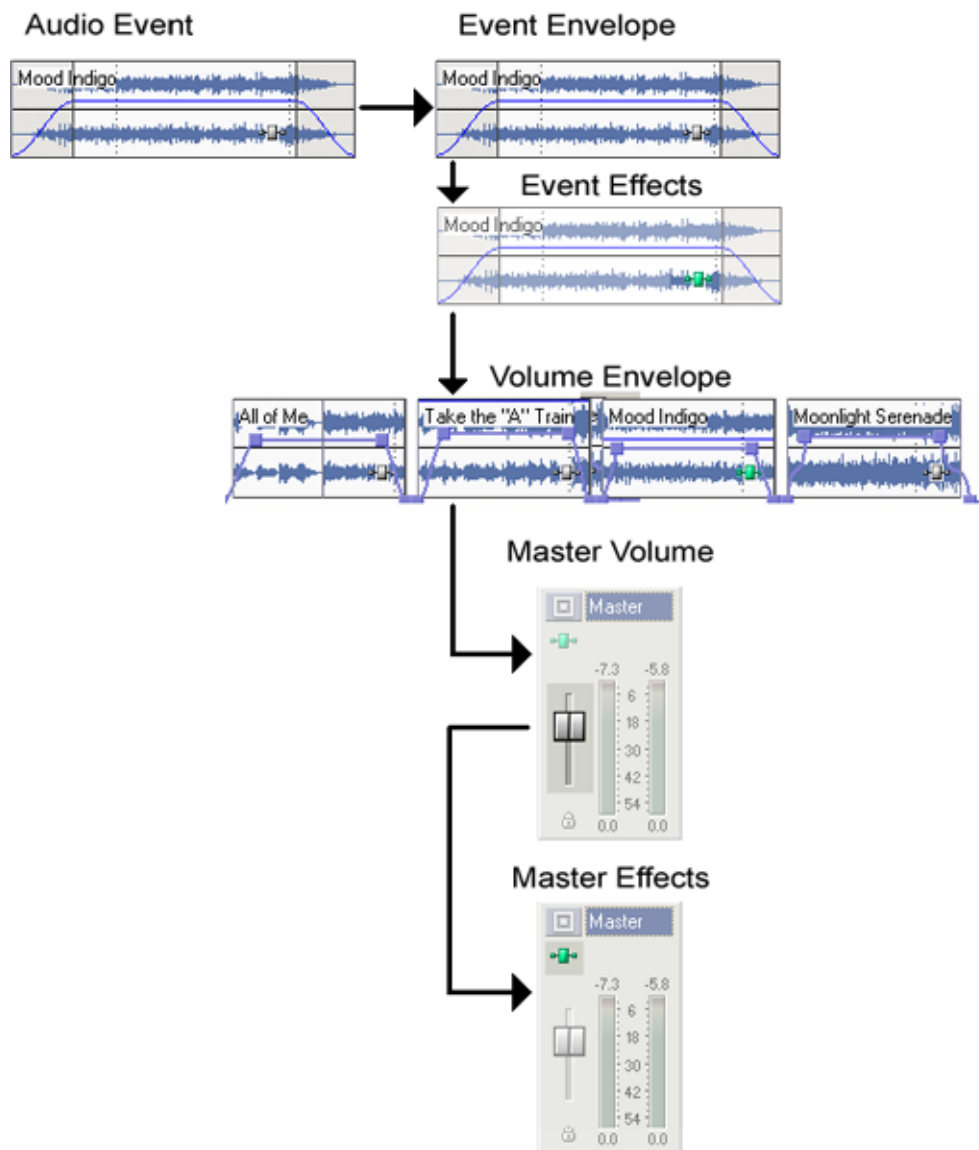 Audio Event
Event Envelope
Mood Indigo
Mood Indigo
Event Effects
Mood Indigo
Volume Envelope
All of Me
Take the "A" Train
Mood Indigo
Moonlight Serenade
Master Volume
Master
-7.3 -5.8
6
18
30
42
54
0.0 0.0
Master Effects
Master
-7.3 -5.8
6
18
30
42
54
0.0 0.0